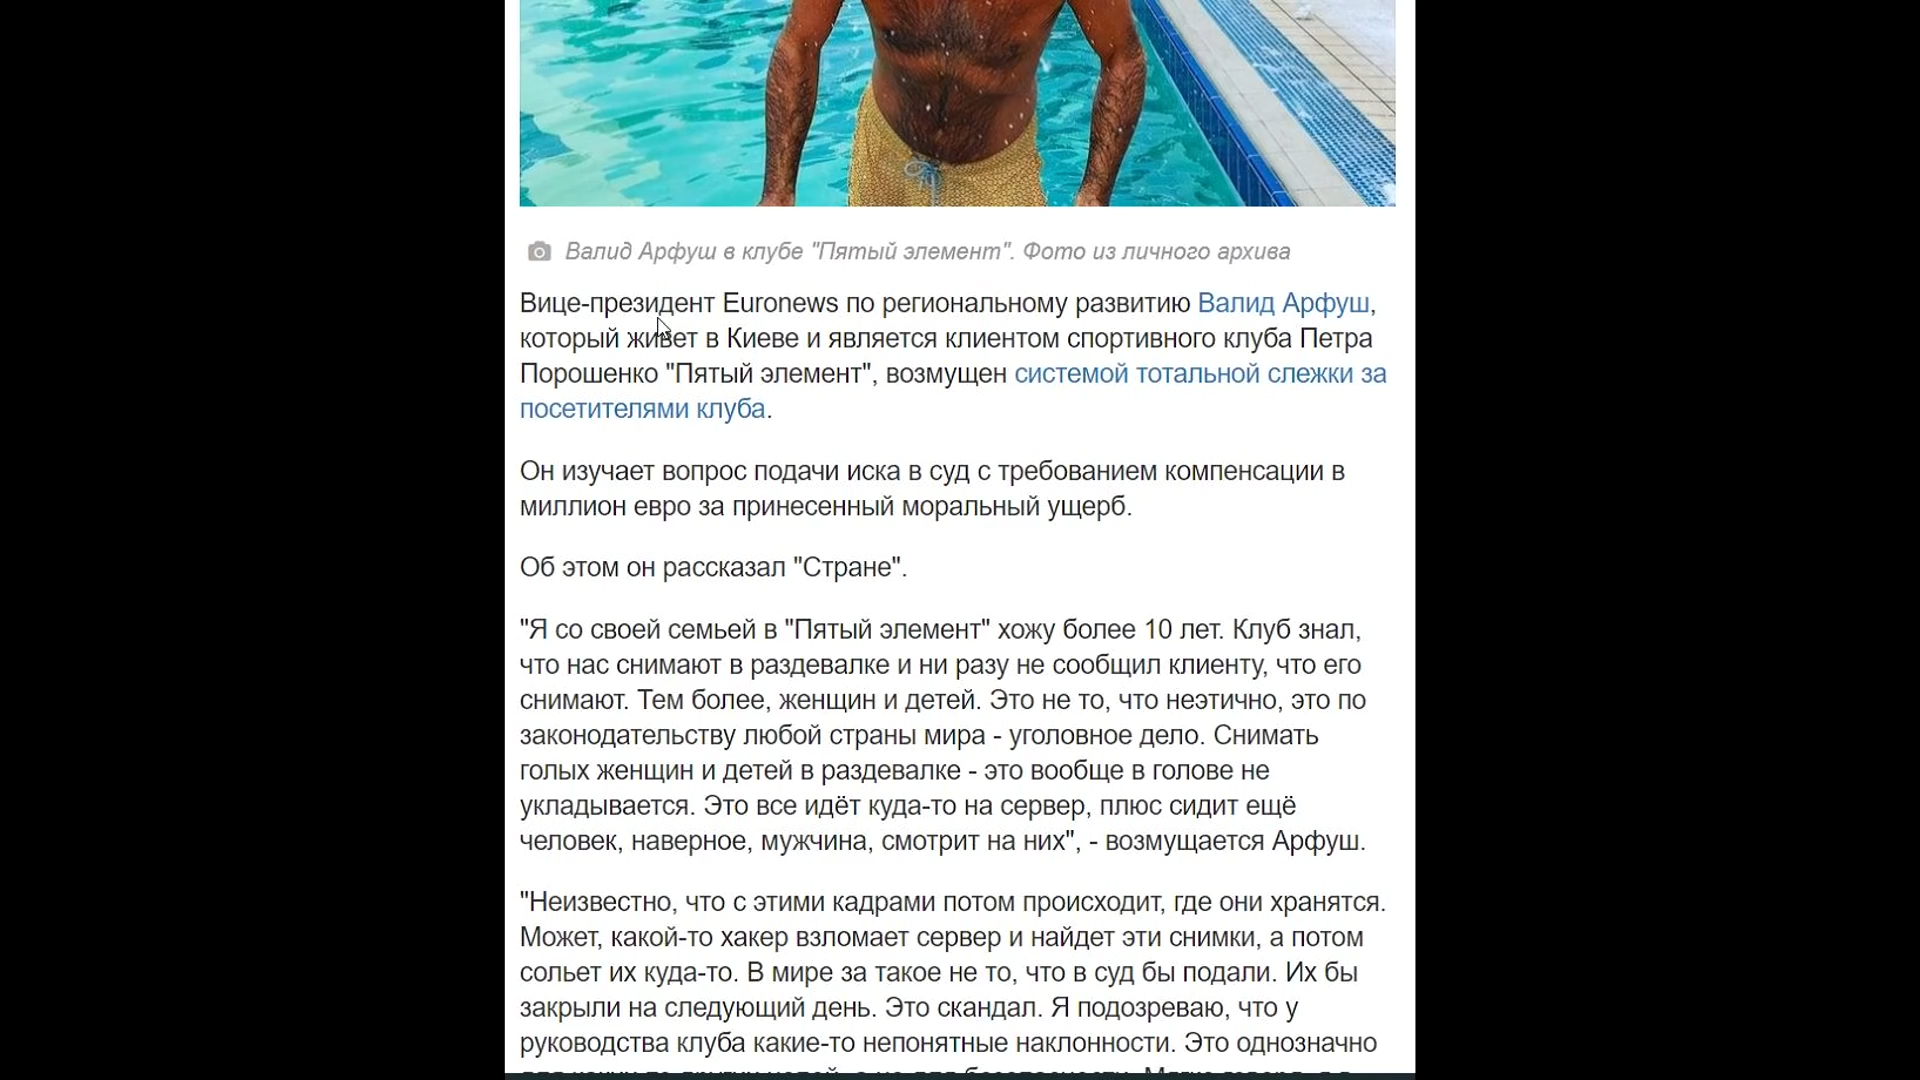 Валид Арфуш в клубе "Пятый элемент". Фото из личного архива
Вице-президент Euronews по региональному развитию Валид Арфуш,
который живет в Киеве и является клиентом спортивного клуба Петра
Порошенко "Пятый элемент", возмущен системой тотальной слежки за
посетителями клуба.
Он изучает вопрос подачи иска в суд с требованием компенсации в
миллион евро за принесенный моральный ущерб.
Об этом он рассказал "Стране".
"Я со своей семьей в "Пятый элемент" хожу более 10 лет. Клуб знал,
что нас снимают в раздевалке и ни разу не сообщил клиенту, что его
снимают. Тем более, женщин и детей. Это не то, что неэтично, это по
законодательству любой страны мира - уголовное дело. Снимать
голых женщин и детей в раздевалке - это вообще в голове не
укладывается. Это все идёт куда-то на сервер, плюс сидит ещё
человек, наверное, мужчина, смотрит на них", - возмущается Арфуш.
"Неизвестно, что с этими кадрами потом происходит, где они хранятся.
Может, какой-то хакер взломает сервер и найдет эти снимки, а потом
сольет их куда-то. В мире за такое не то, что в суд бы подали. Их бы
закрыли на следующий день. Это скандал. Я подозреваю, что у
руководства клуба какие-то непонятные наклонности. Это однозначно